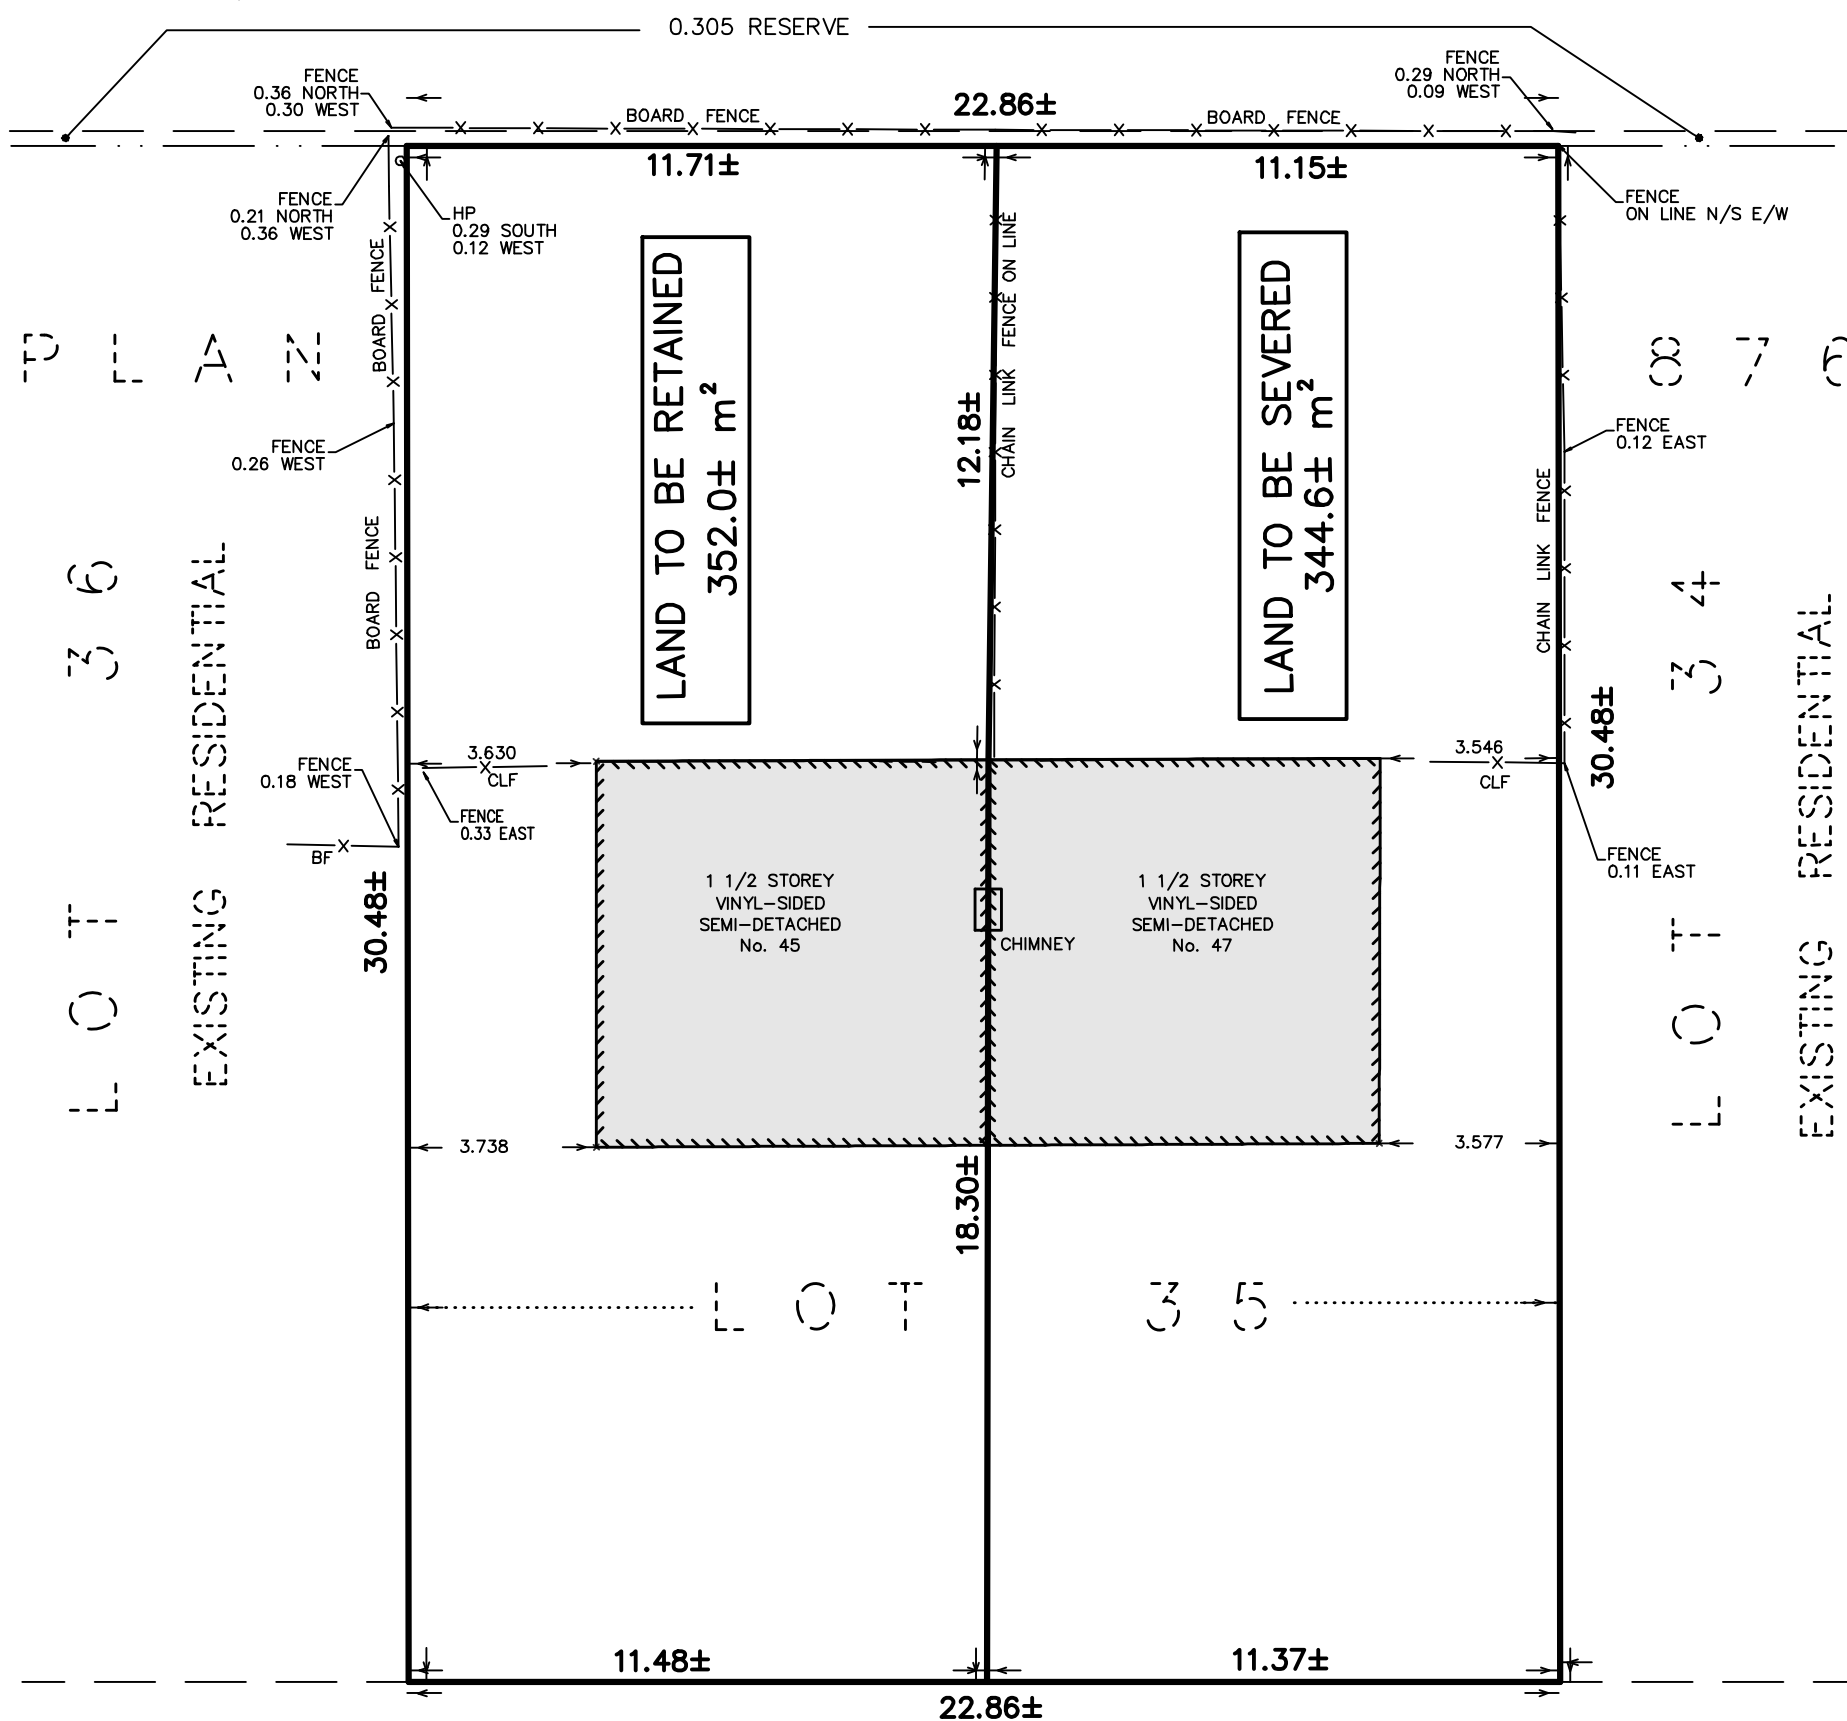 0.305 RESERVE
FENCE
0.36 NORTH
0.30 WEST
BOARD FENCE
22.86±
BOARD FENCE
FENCE
0.29 NORTH
0.09 WEST
11.71±
11.15±
FENCE
0.21 NORTH
0.36 WEST
HP
0.29 SOUTH
0.12 WEST
FENCE
ON LINE N/S E/W
BOARD FENCE
LAND TO BE RETAINED
352.0± m²
12.18±
CHAIN LINK FENCE ON LINE
LAND TO BE SEVERED
344.6± m²
PLAN
876
FENCE
0.26 WEST
FENCE
0.12 EAST
BOARD FENCE
CHAIN LINK FENCE
LOT 36
EXISTING RESIDENTIAL
LOT 34
EXISTING RESIDENTIAL
FENCE
0.18 WEST
3.630
CLF
FENCE
0.33 EAST
3.546
CLF
30.48±
BF
30.48±
FENCE
0.11 EAST
1 1/2 STOREY
VINYL-SIDED
SEMI-DETACHED
No. 45
CHIMNEY
1 1/2 STOREY
VINYL-SIDED
SEMI-DETACHED
No. 47
3.738
3.577
18.30±
LOT 35
11.48±
11.37±
22.86±